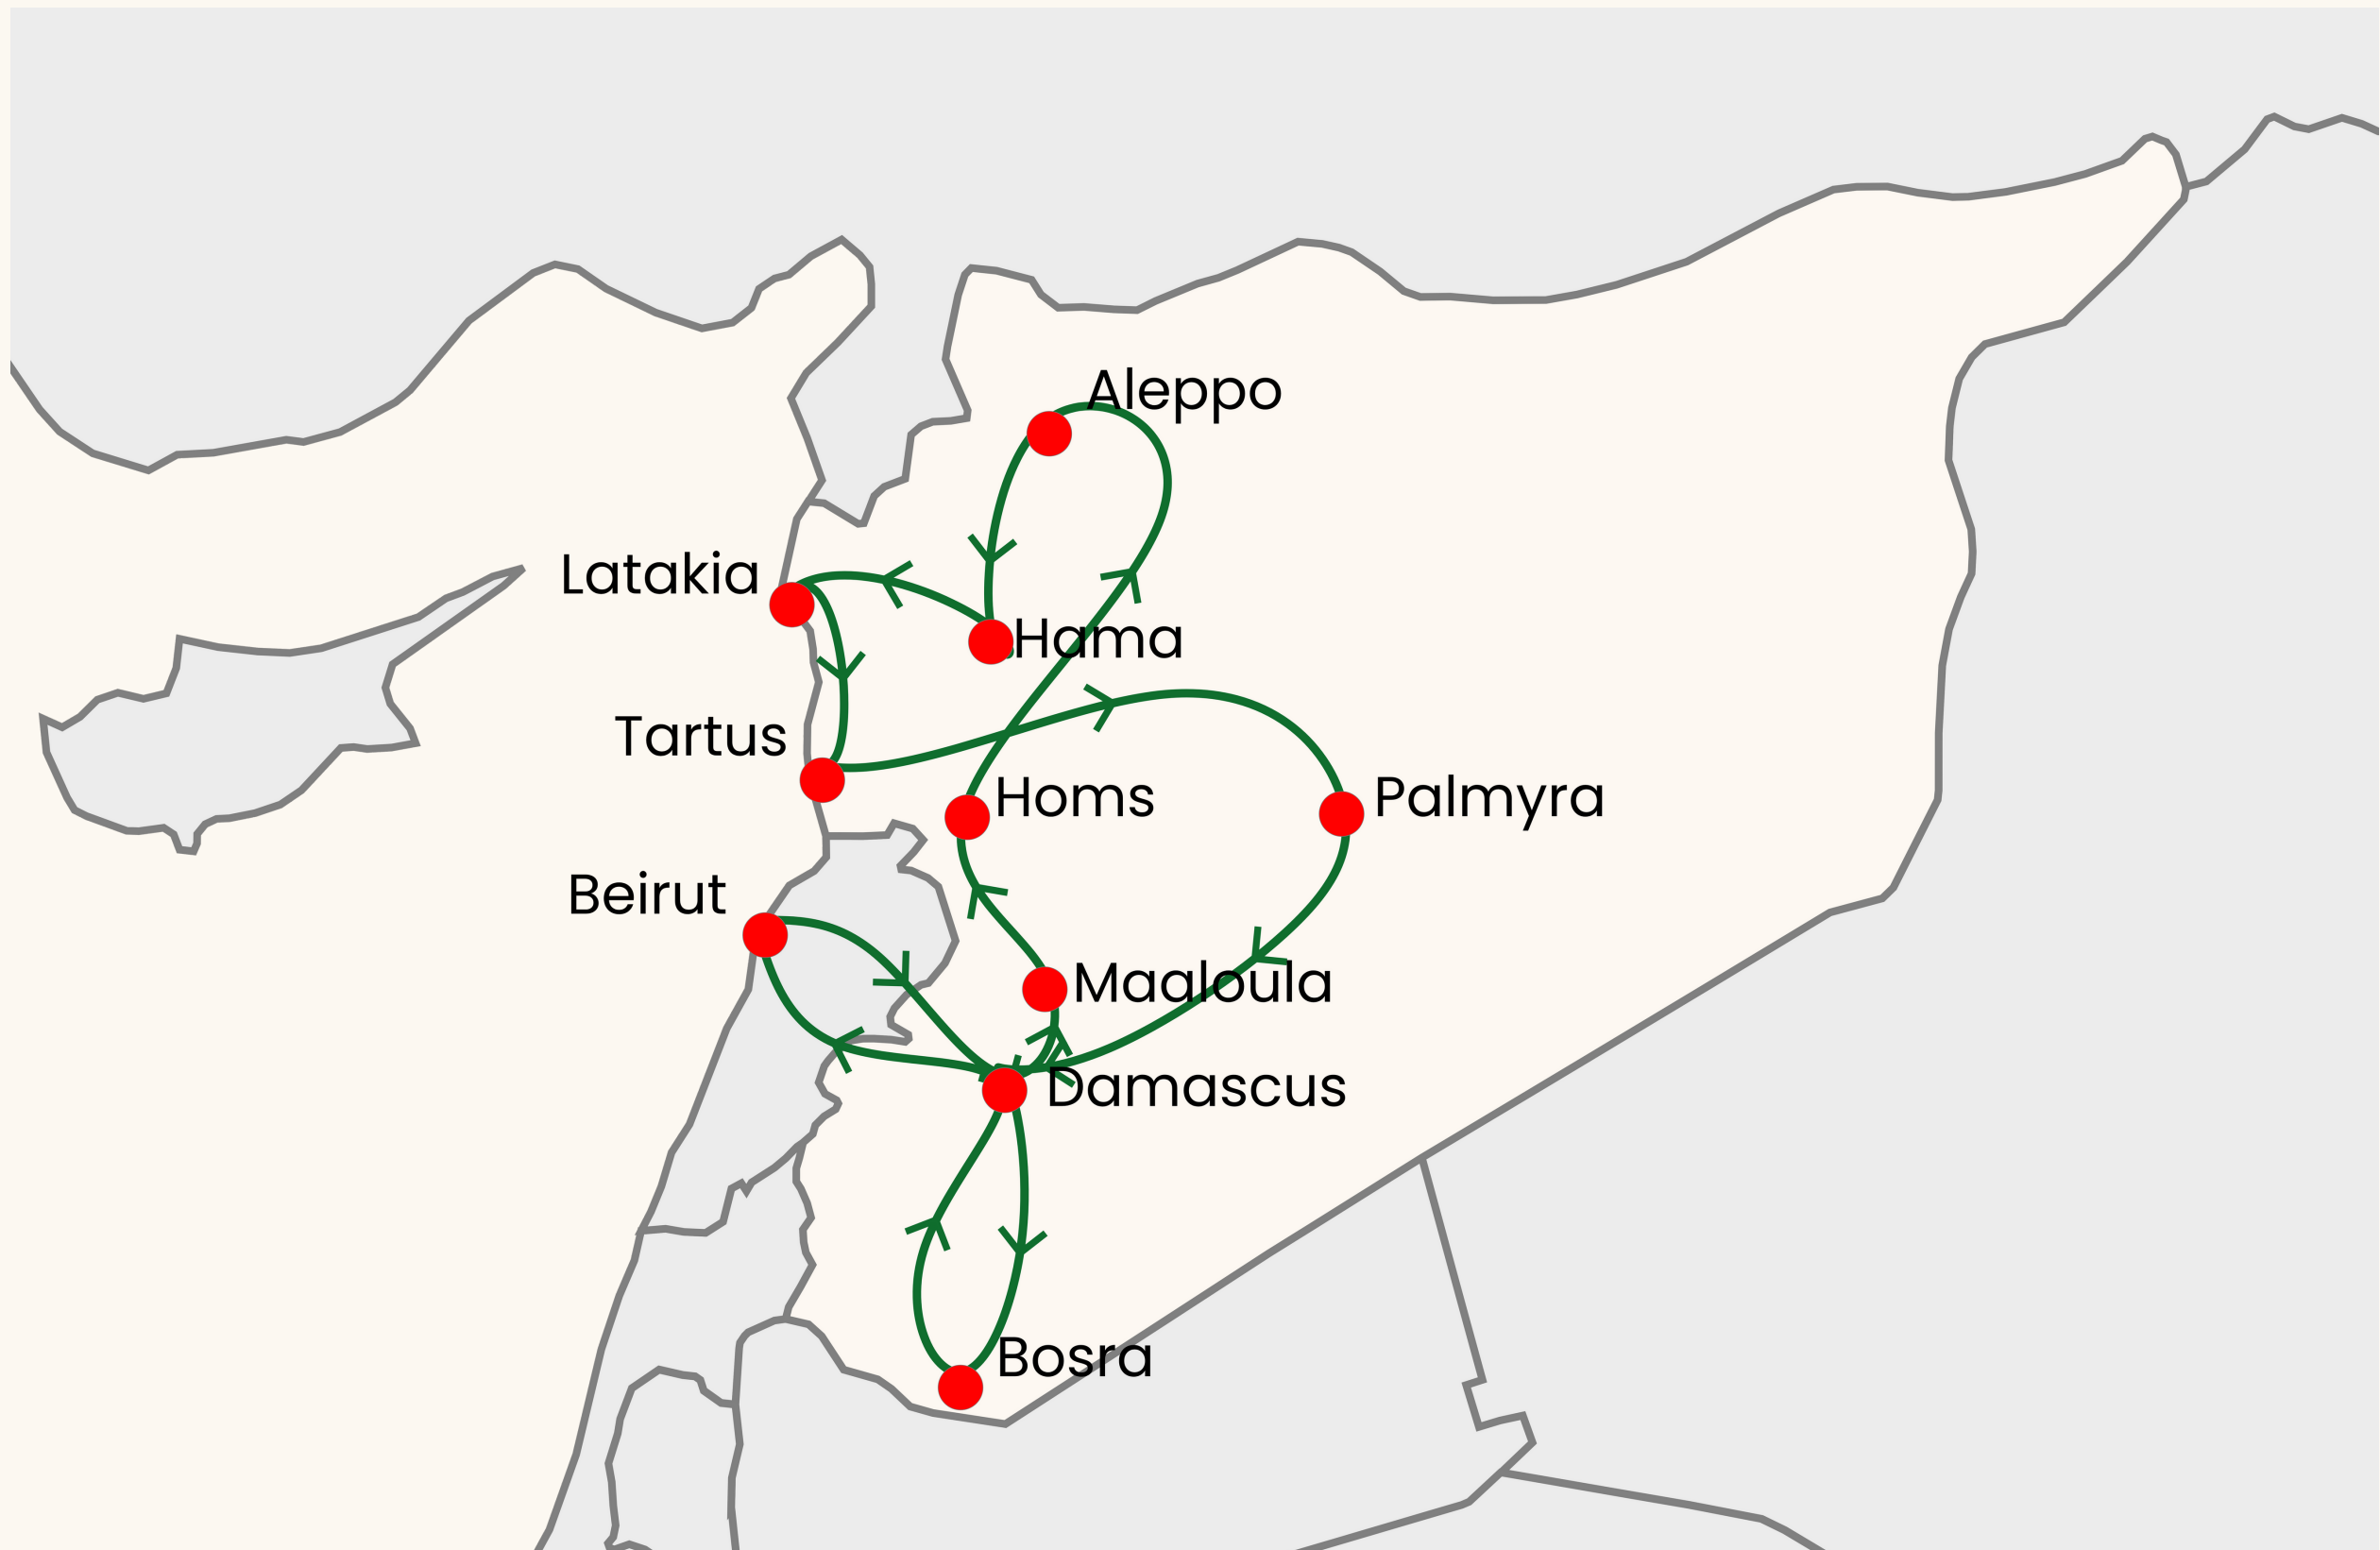 Aleppo
Latakia
Hama
Tartus
Homs
Palmyra
Beirut
Maaloula
Damascus
Bosra